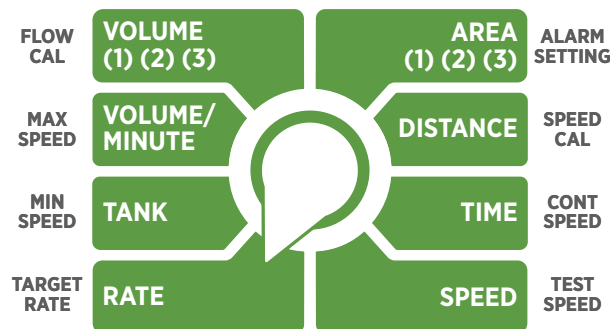 FLOW
CAL
VOLUME
(1) (2) (3)
AREA
(1) (2) (3)
ALARM
SETTING
MAX
SPEED
VOLUME/
MINUTE
DISTANCE
SPEED
CAL
MIN
SPEED
TANK
TIME
CONT
SPEED
TARGET
RATE
RATE
SPEED
TEST
SPEED